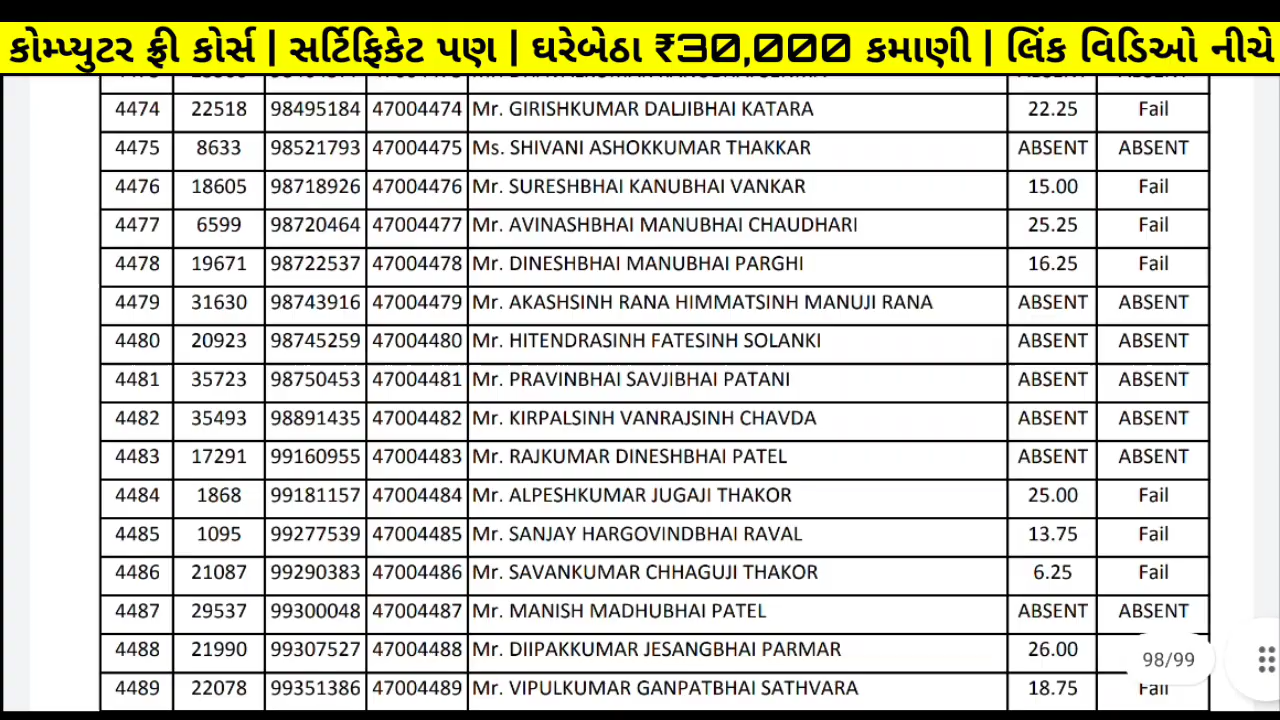 કોમ્પ્યુટર ફ્રી કોર્સ | સર્ટિફિકેટ પણ | ઘરેબેઠા ₹30,000 કમાણી | લિંક વિડિઓ નીચે
4474 22518 98495184 47004474 Mr. GIRISHKUMAR DALJIBHAI KATARA 22.25 Fail
4475 8633 98521793 47004475 Ms. SHIVANI ASHOKKUMAR THAKKAR ABSENT ABSENT
4476 18605 98718926 47004476 Mr. SURESHBHAI KANUBHAI VANKAR 15.00 Fail
4477 6599 98720464 47004477 Mr. AVINASHBHAI MANUBHAI CHAUDHARI 25.25 Fail
4478 19671 98722537 47004478 Mr. DINESHBHAI MANUBHAI PARGHI 16.25 Fail
4479 31630 98743916 47004479 Mr. AKASHSINH RANA HIMMATSINH MANUJI RANA ABSENT ABSENT
4480 20923 98745259 47004480 Mr. HITENDRASINH FATESINH SOLANKI ABSENT ABSENT
4481 35723 98750453 47004481 Mr. PRAVINBHAI SAVJIBHAI PATANI ABSENT ABSENT
4482 35493 98891435 47004482 Mr. KIRPALSINH VANRAJSINH CHAVDA ABSENT ABSENT
4483 17291 99160955 47004483 Mr. RAJKUMAR DINESHBHAI PATEL ABSENT ABSENT
4484 1868 99181157 47004484 Mr. ALPESHKUMAR JUGAJI THAKOR 25.00 Fail
4485 1095 99277539 47004485 Mr. SANJAY HARGOVINDBHAI RAVAL 13.75 Fail
4486 21087 99290383 47004486 Mr. SAVANKUMAR CHHAGUJI THAKOR 6.25 Fail
4487 29537 99300048 47004487 Mr. MANISH MADHUBHAI PATEL ABSENT ABSENT
4488 21990 99307527 47004488 Mr. DIIPAKKUMAR JESANGBHAI PARMAR 26.00
98/99
4489 22078 99351386 47004489 Mr. VIPULKUMAR GANPATBHAI SATHVARA 18.75 Fail